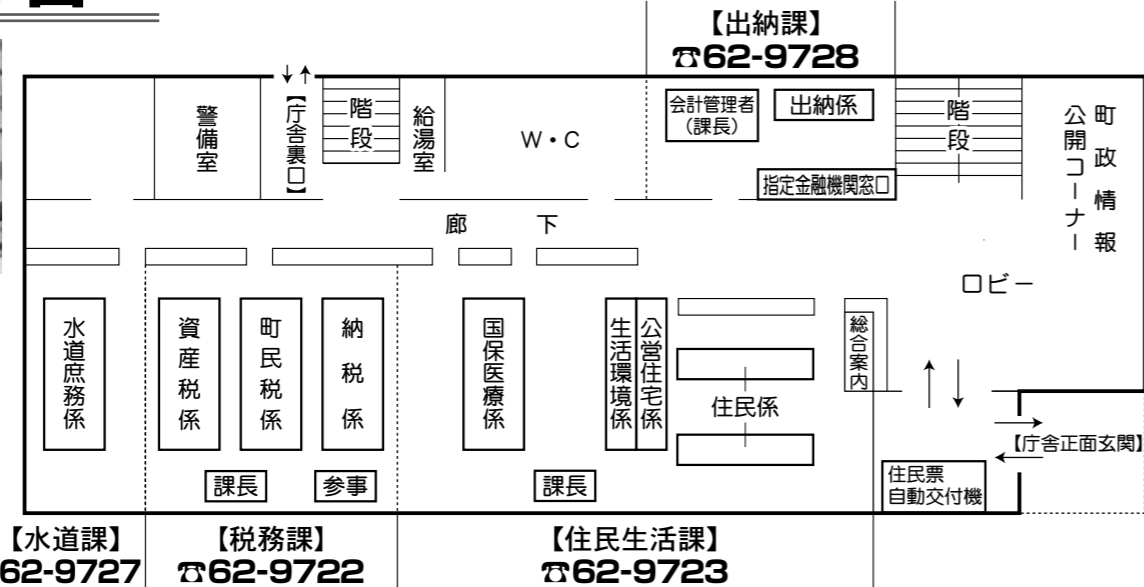 【出納課】
☎62-9728
警備室
↓↑
【庁舎裏口】
階段
給湯室
W・C
会計管理者
(課長)
出納係
指定金融機関窓口
階段
町政情報
公開コーナー
廊下
ロビー
水道庶務係
資産税係
町民税係
納税係
国保医療係
生活環境係
公営住宅係
住民係
総合案内
課長
参事
課長
住民票
自動交付機
【庁舎正面玄関】
【水道課】
62-9727
【税務課】
☎62-9722
【住民生活課】
☎62-9723